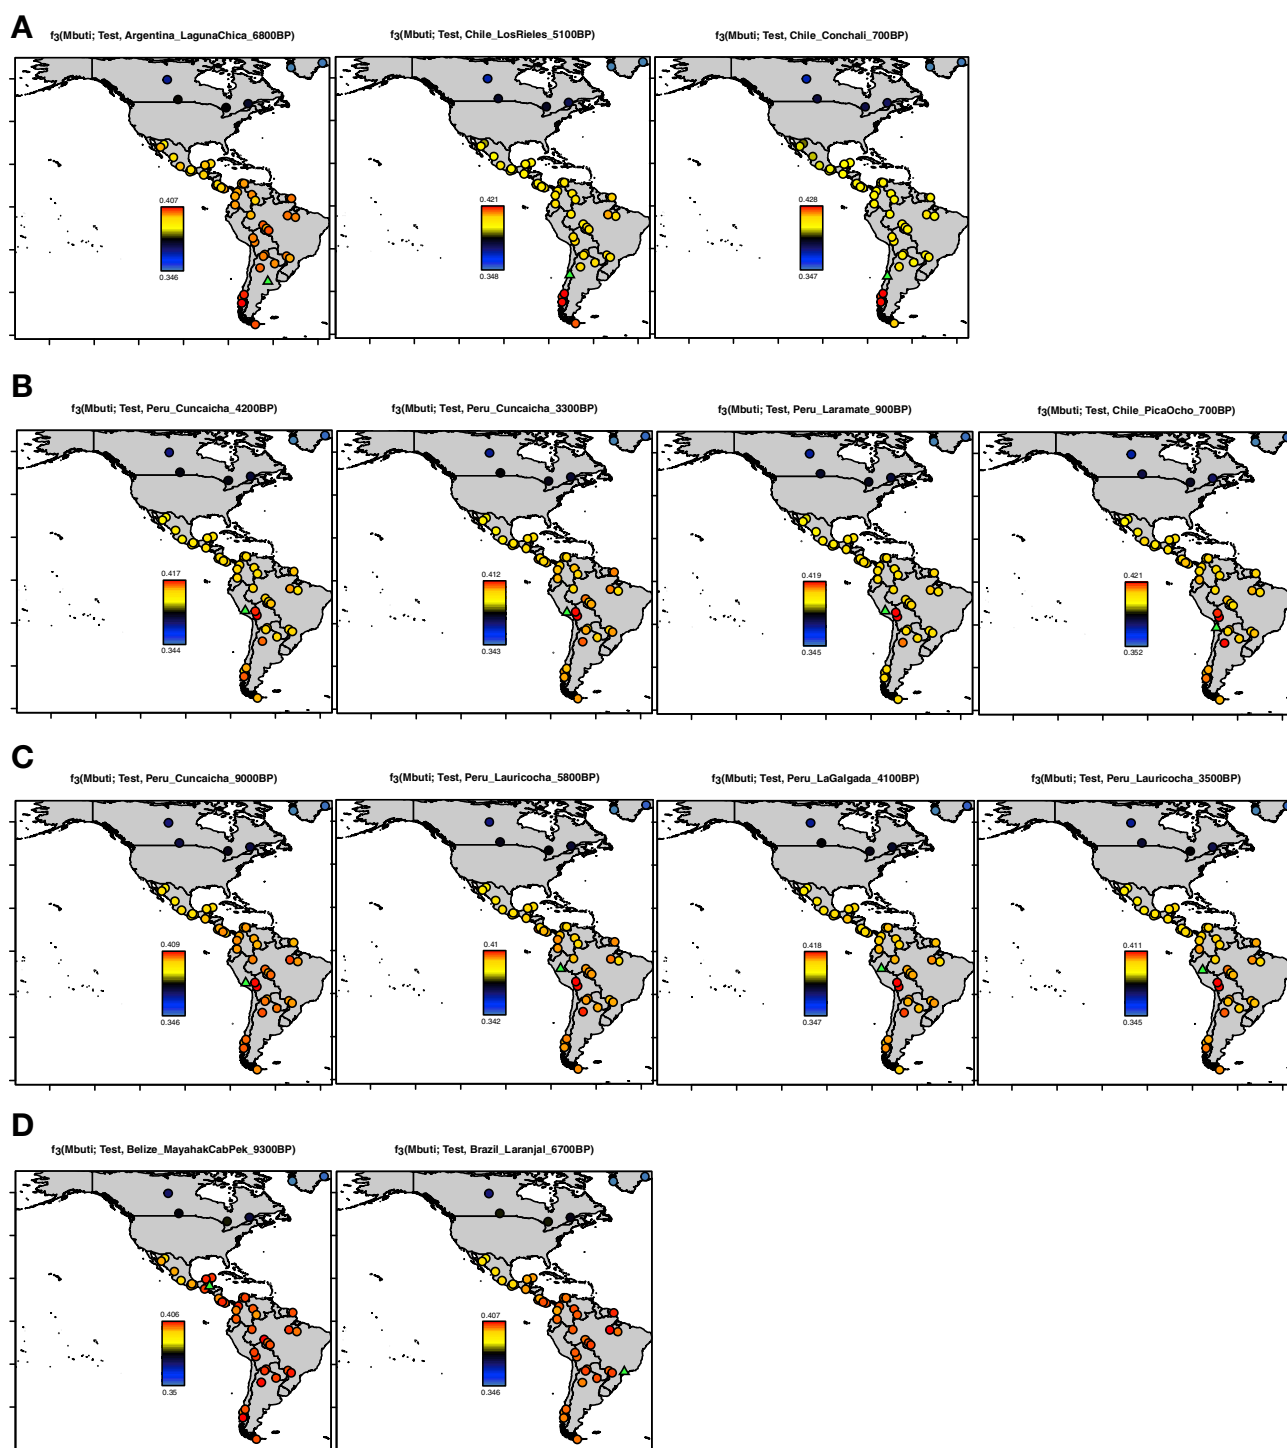 A
f3(Mbuti; Test, Argentina_LagunaChica_6800BP)
f3(Mbuti; Test, Chile_LosRieles_5100BP)
f3(Mbuti; Test, Chile_Conchali_700BP)
0.407
0.346
0.421
0.348
0.428
0.347
B
f3(Mbuti; Test, Peru_Cuncaicha_4200BP)
f3(Mbuti; Test, Peru_Cuncaicha_3300BP)
f3(Mbuti; Test, Peru_Laramate_900BP)
f3(Mbuti; Test, Chile_PicaOcho_700BP)
0.417
0.344
0.412
0.343
0.419
0.345
0.421
0.352
C
f3(Mbuti; Test, Peru_Cuncaicha_9000BP)
f3(Mbuti; Test, Peru_Lauricocha_5800BP)
f3(Mbuti; Test, Peru_LaGalgada_4100BP)
f3(Mbuti; Test, Peru_Lauricocha_3500BP)
0.409
0.346
0.41
0.342
0.418
0.347
0.411
0.345
D
f3(Mbuti; Test, Belize_MayahakCabPek_9300BP)
f3(Mbuti; Test, Brazil_Laranjal_6700BP)
0.406
0.35
0.407
0.346